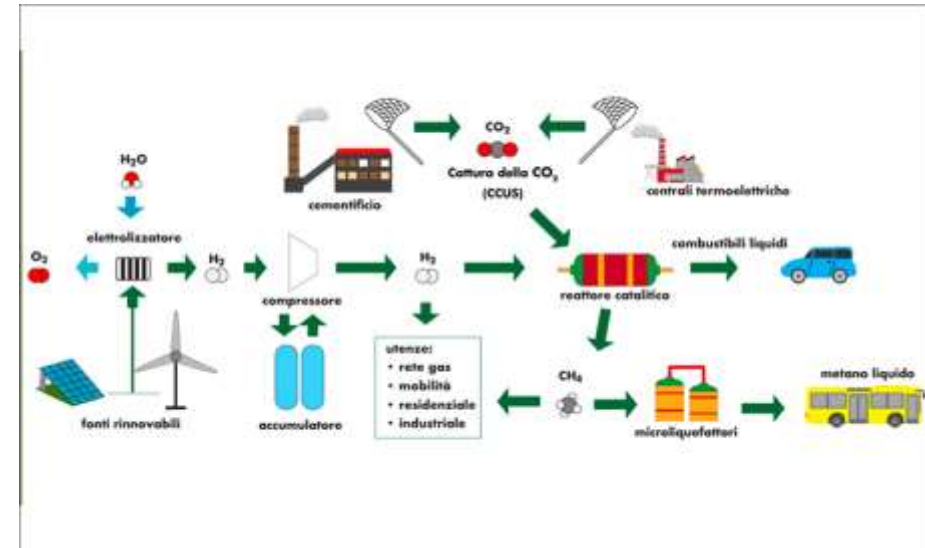 CO2
H2O
Cattura della CO2
(CCUS)
cementificio
centrali termoelettriche
elettrolizzatore
combustibili liquidi
O2
H2
H2
compressore
reattore catalitico
utenze:
• rete gas
• mobilità
• residenziale
• industriale
CH4
metano liquido
fonti rinnovabili
accumulatore
microliquefattori